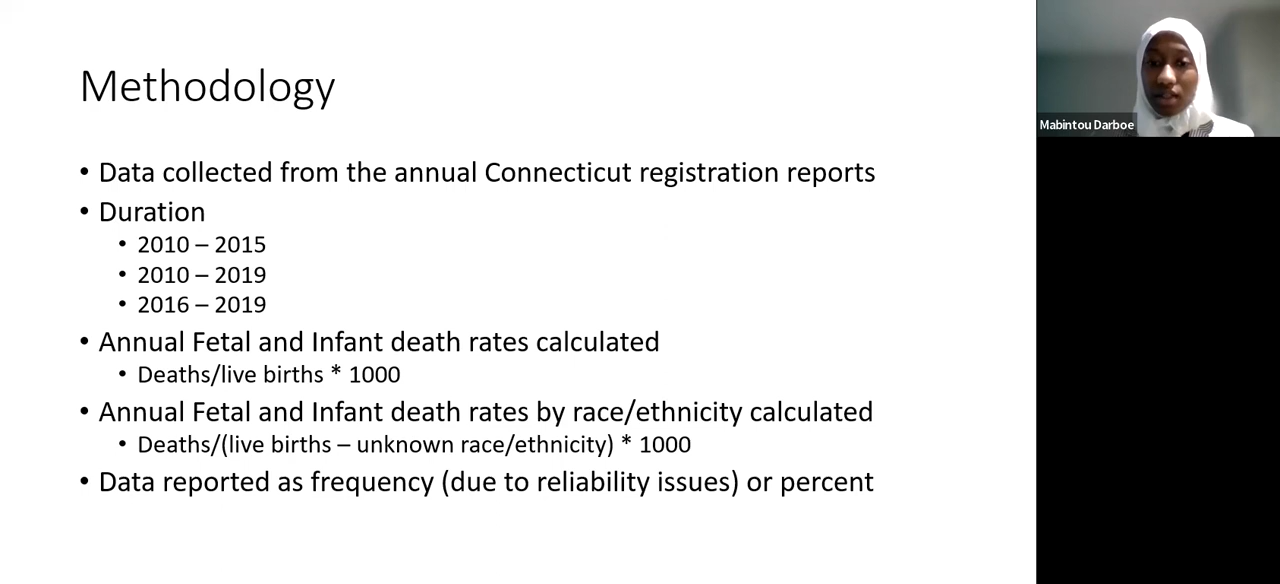 Methodology
• Data collected from the annual Connecticut registration reports
• Duration
• 2010 – 2015
• 2010 – 2019
• 2016 – 2019
• Annual Fetal and Infant death rates calculated
• Deaths/live births * 1000
• Annual Fetal and Infant death rates by race/ethnicity calculated
• Deaths/(live births – unknown race/ethnicity) * 1000
• Data reported as frequency (due to reliability issues) or percent
Mabintou Darboe